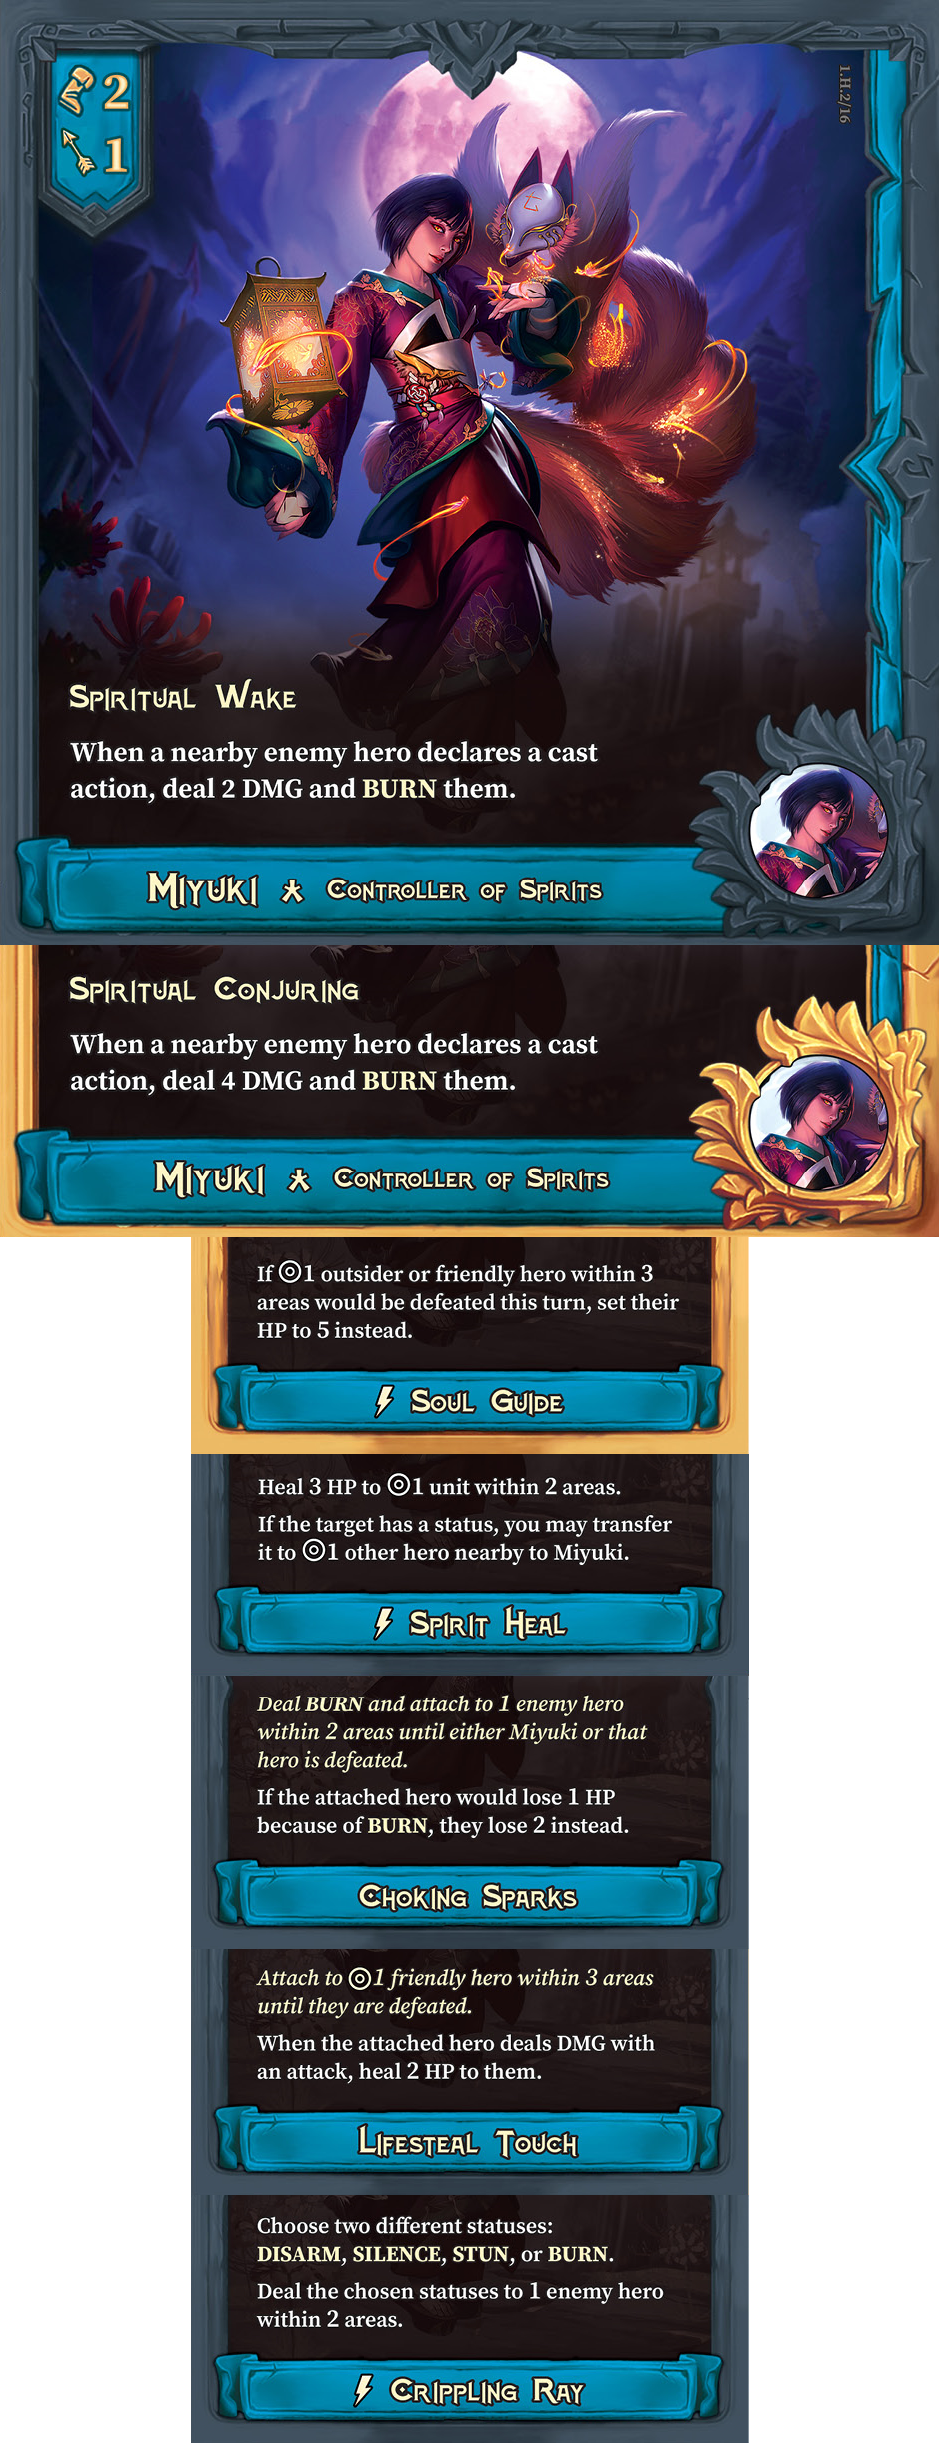 2
1
1.H.2/16
Spiritual Wake
When a nearby enemy hero declares a cast
action, deal 2 DMG and BURN them.
Miyuki Controller of Spirits
Spiritual Conjuring
When a nearby enemy hero declares a cast
action, deal 4 DMG and BURN them.
Miyuki Controller of Spirits
If 1 outsider or friendly hero within 3
areas would be defeated this turn, set their
HP to 5 instead.
Soul Guide
Heal 3 HP to 1 unit within 2 areas.
If the target has a status, you may transfer
it to 1 other hero nearby to Miyuki.
Spirit Heal
Deal BURN and attach to 1 enemy hero
within 2 areas until either Miyuki or that
hero is defeated.
If the attached hero would lose 1 HP
because of BURN, they lose 2 instead.
Choking Sparks
Attach to 1 friendly hero within 3 areas
until they are defeated.
When the attached hero deals DMG with
an attack, heal 2 HP to them.
Lifesteal Touch
Choose two different statuses:
DISARM, SILENCE, STUN, or BURN.
Deal the chosen statuses to 1 enemy hero
within 2 areas.
Crippling Ray